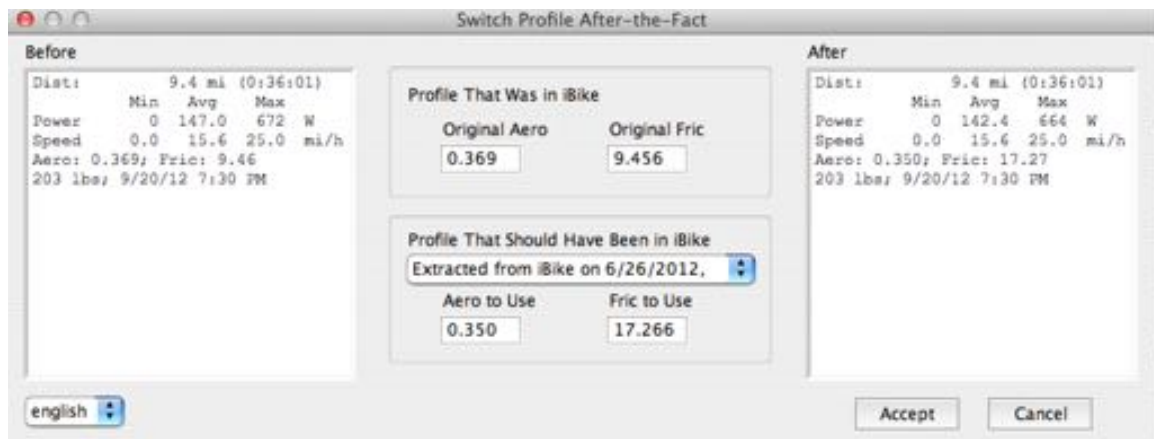 Switch Profile After-the-Fact
Before
Dist: 9.4 mi (0:36:01)
Min Avg Max
Power 0 147.0 672 W
Speed 0.0 15.6 25.0 mi/h
Aero: 0.369; Fric: 9.46
203 lbs; 9/20/12 7:30 PM
Profile That Was in iBike
Original Aero Original Fric
0.369 9.456
Profile That Should Have Been in iBike
Extracted from iBike on 6/26/2012,
Aero to Use Fric to Use
0.350 17.266
After
Dist: 9.4 mi (0:36:01)
Min Avg Max
Power 0 142.4 664 W
Speed 0.0 15.6 25.0 mi/h
Aero: 0.350; Fric: 17.27
203 lbs; 9/20/12 7:30 PM
english
Accept Cancel